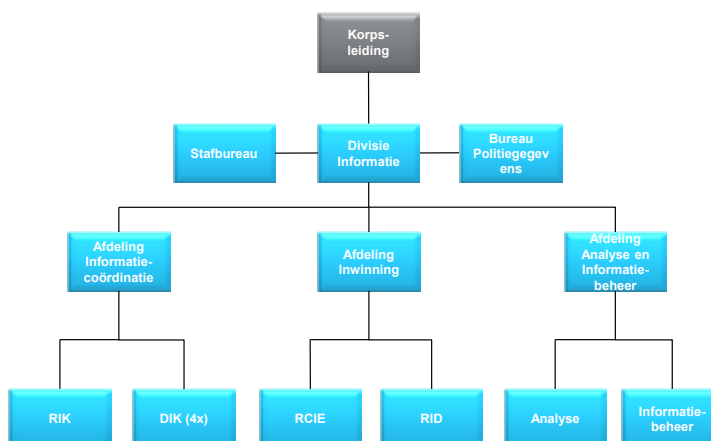 Korps-
leiding
Stafbureau
Divisie
Informatie
Bureau
Politiegegev
ens
Afdeling
Informatie-
coördinatie
Afdeling
Inwinning
Afdeling
Analyse en
Informatie-
beheer
RIK
DIK (4x)
RCIE
RID
Analyse
Informatie-
beheer